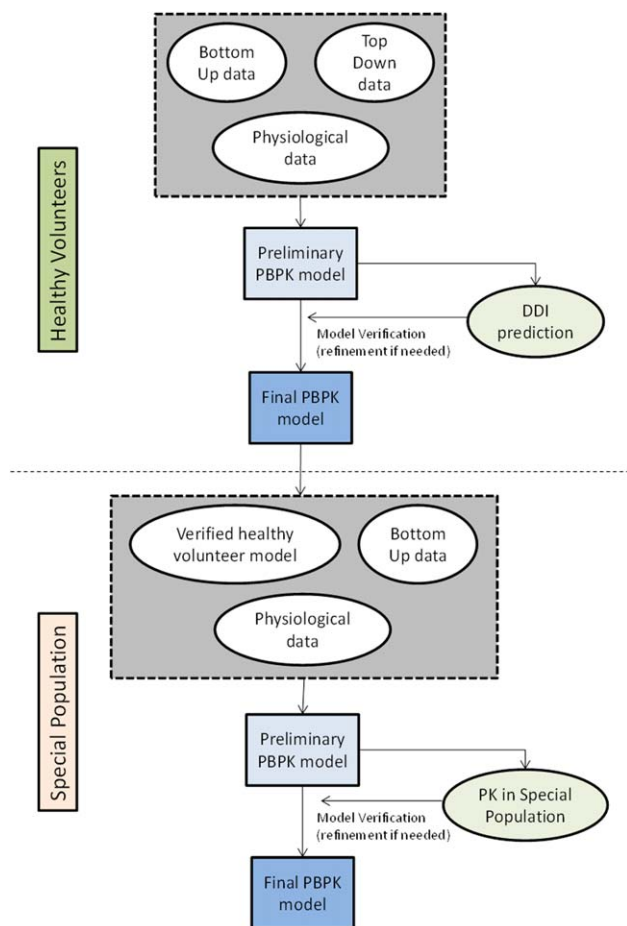 Bottom
Up data
Top
Down
data
Physiological
data
Healthy Volunteers
Preliminary
PBPK model
DDI
prediction
Model Verification
(refinement if needed)
Final PBPK
model
Verified healthy
volunteer model
Bottom
Up data
Physiological
data
Special Population
Preliminary
PBPK model
PK in Special
Population
Model Verification
(refinement if needed)
Final PBPK
model